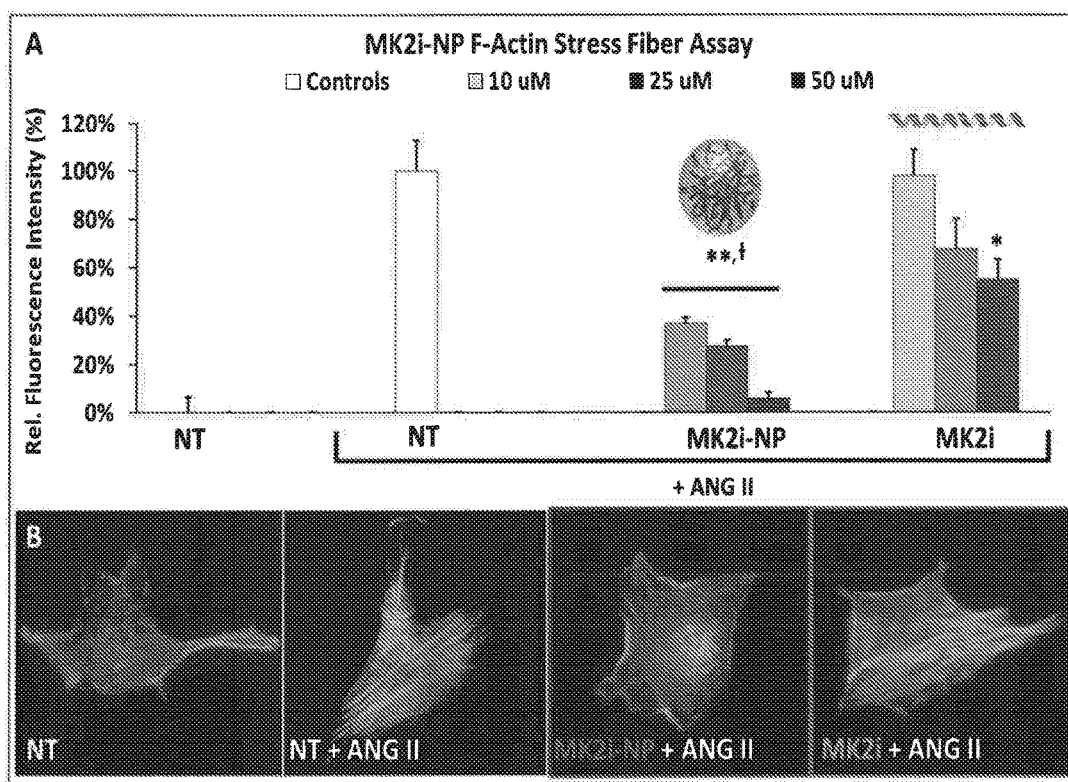 A
MK2i-NP F-Actin Stress Fiber Assay
Controls 10 uM 25 uM 50 uM
Rel. Fluorescence Intensity (%)
120%
100%
80%
60%
40%
20%
0%
**,ƚ
*
NT NT MK2i-NP MK2i
+ ANG II
B
NT NT + ANG II MK2i-NP + ANG II MK2i + ANG II